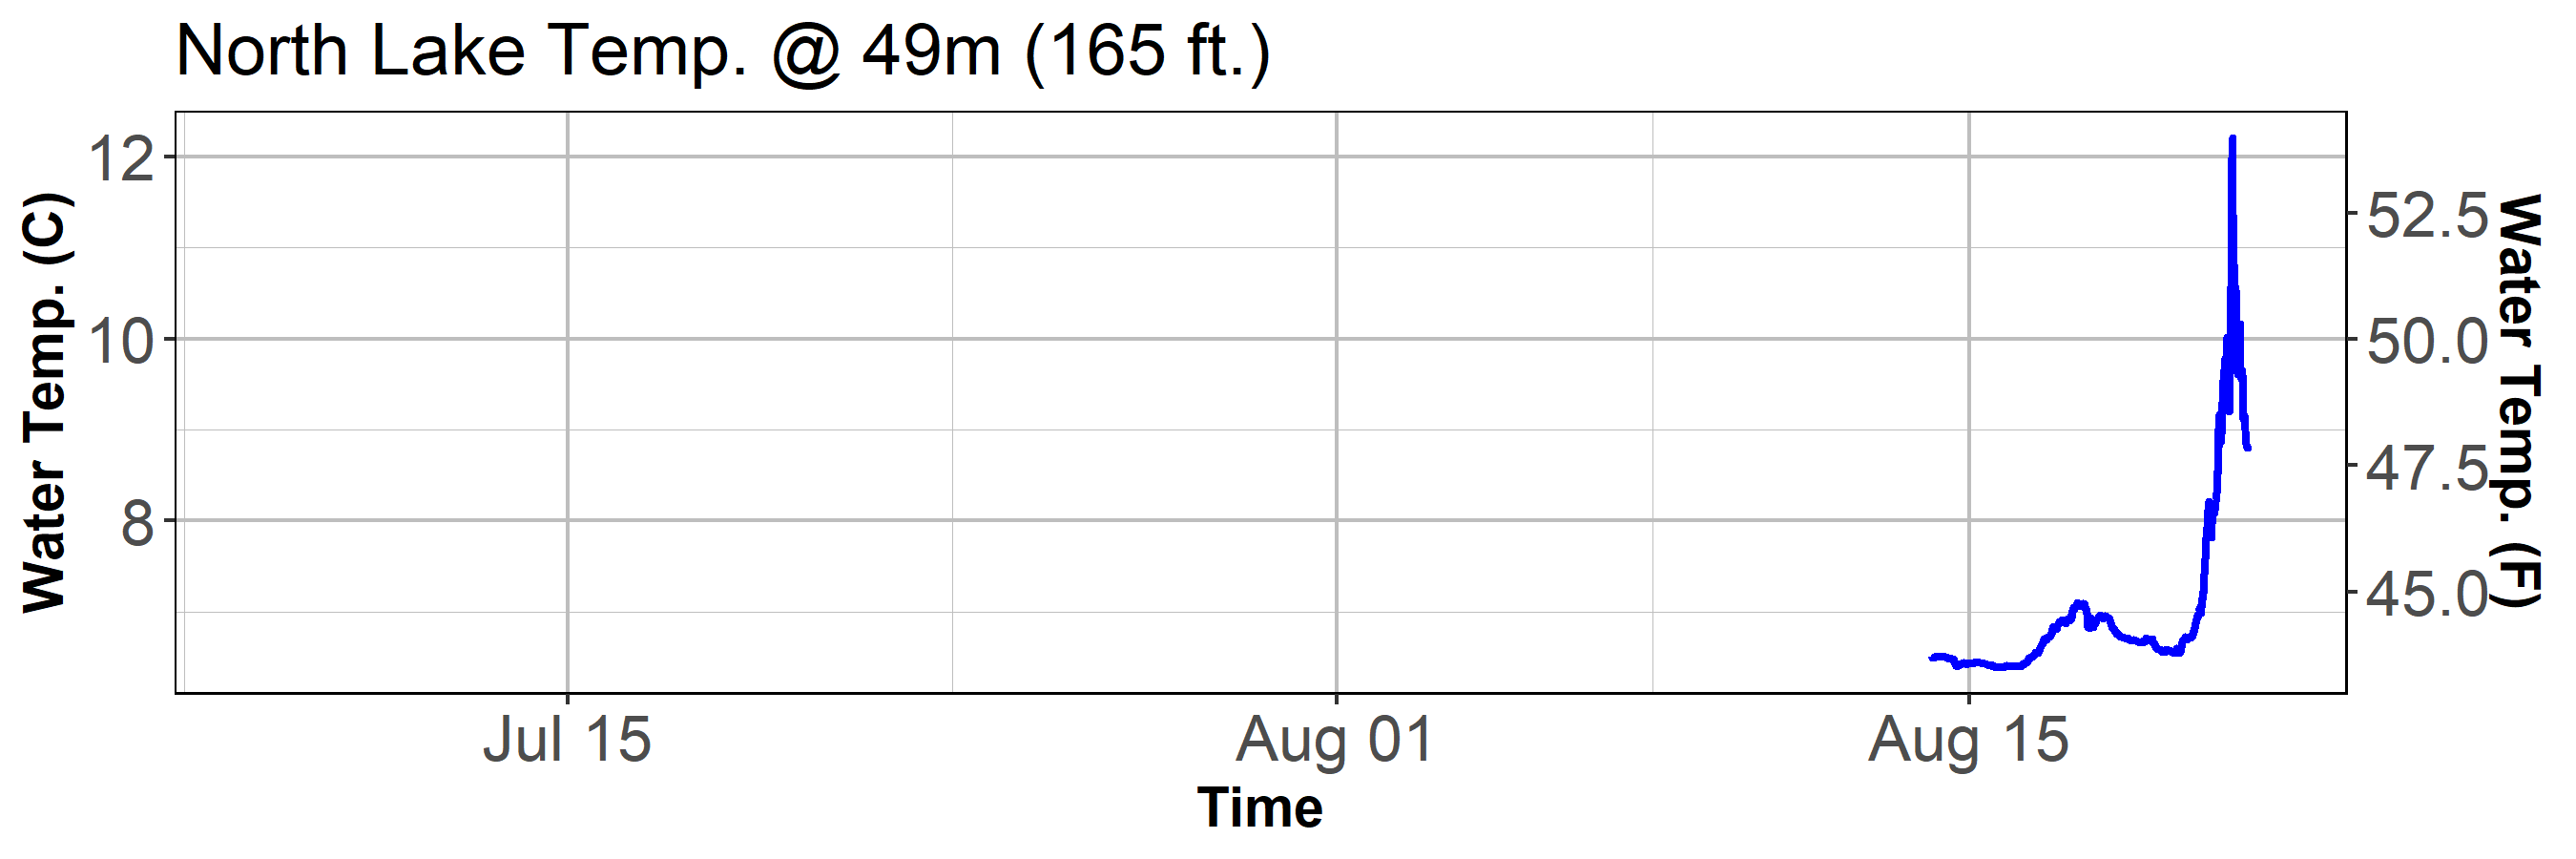 North Lake Temp. @ 49m (165 ft.)
12
10
8
Water Temp. (C)
52.5
50.0
47.5
45.0
Water Temp. (F)
Jul 15
Aug 01
Aug 15
Time